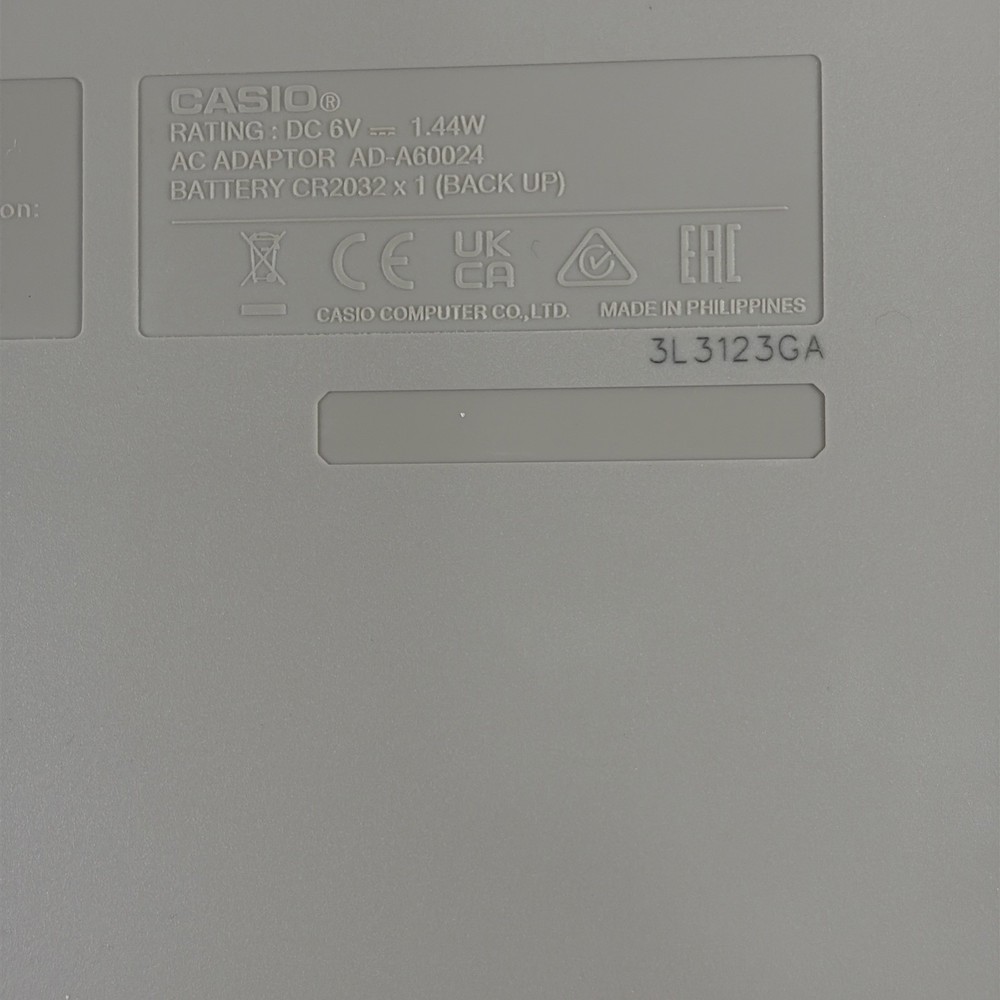 CASIO®
RATING : DC 6V ⎓ 1.44W
AC ADAPTOR AD-A60024
BATTERY CR2032 x 1 (BACK UP)
on:
CE
UK
CA
EAC
CASIO COMPUTER CO.,LTD. MADE IN PHILIPPINES
3L3123GA